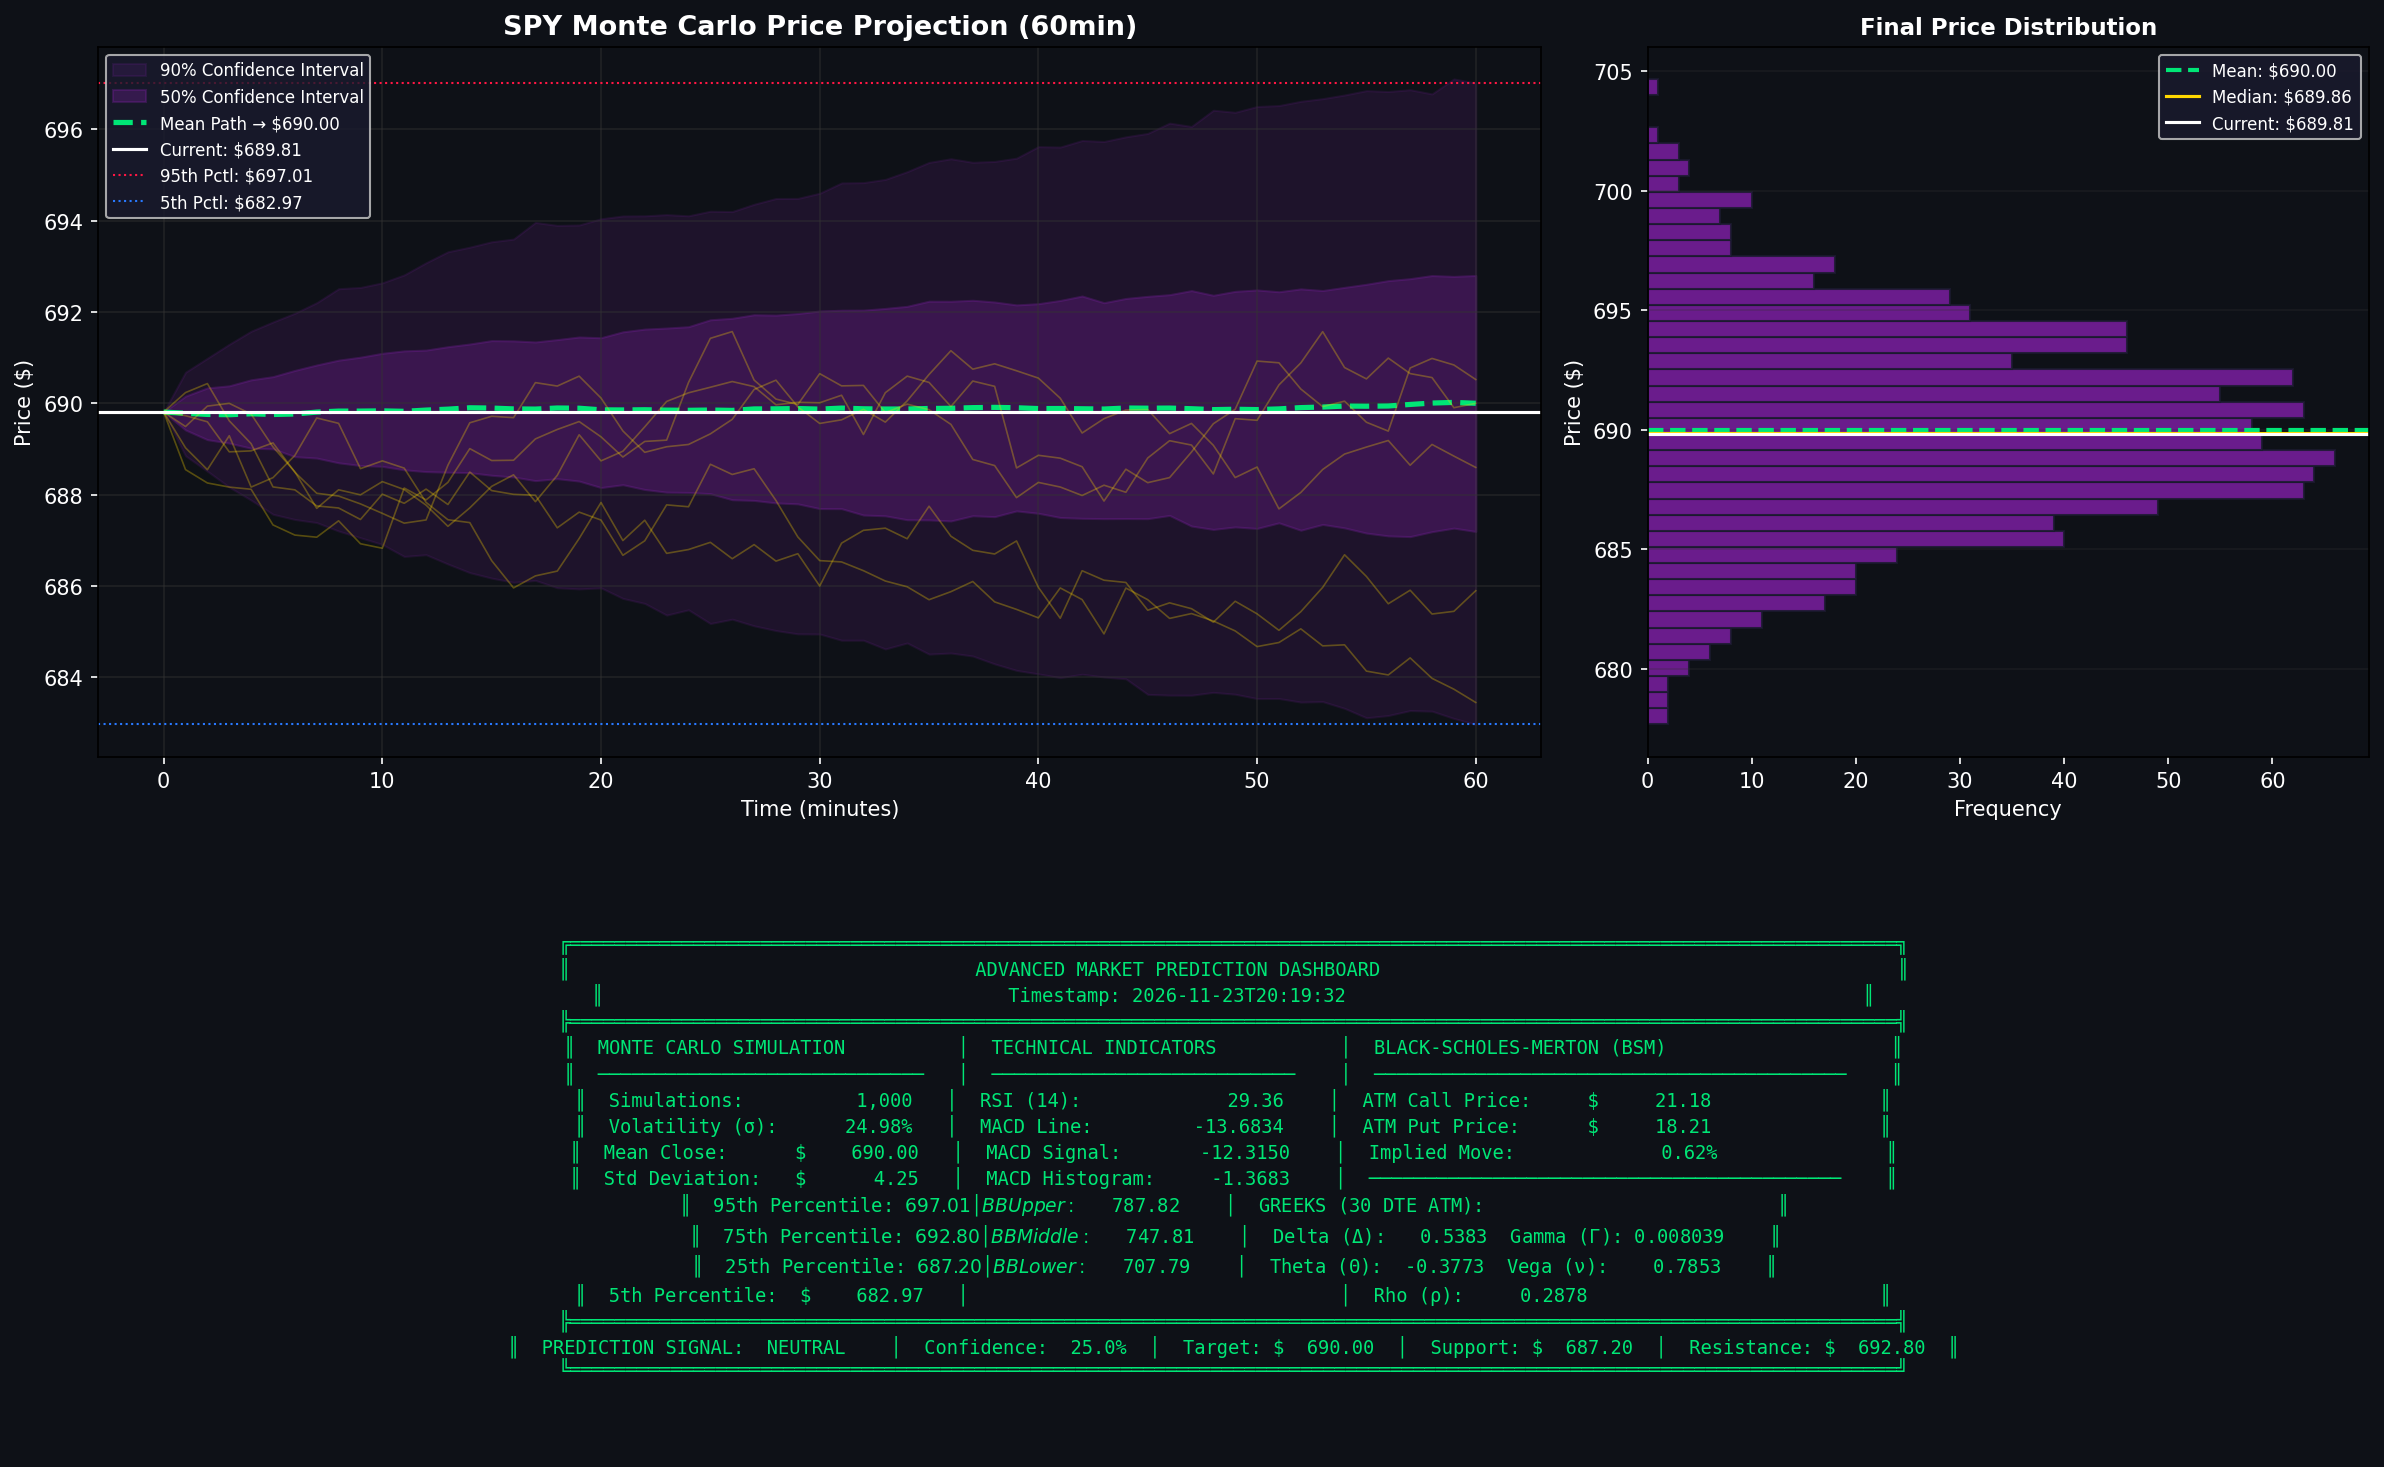 SPY Monte Carlo Price Projection (60min)
90% Confidence Interval
50% Confidence Interval
Mean Path → $690.00
Current: $689.81
95th Pctl: $697.01
5th Pctl: $682.97
Price ($)
696
694
692
690
688
686
684
0 10 20 30 40 50 60
Time (minutes)
Final Price Distribution
Mean: $690.00
Median: $689.86
Current: $689.81
Price ($)
705
700
695
690
685
680
0 10 20 30 40 50 60
Frequency
ADVANCED MARKET PREDICTION DASHBOARD
Timestamp: 2026-11-23T20:19:32
MONTE CARLO SIMULATION │ TECHNICAL INDICATORS │ BLACK-SCHOLES-MERTON (BSM)
Simulations: 1,000 │ RSI (14): 29.36 │ ATM Call Price: $ 21.18
Volatility (σ): 24.98% │ MACD Line: -13.6834 │ ATM Put Price: $ 18.21
Mean Close: $ 690.00 │ MACD Signal: -12.3150 │ Implied Move: 0.62%
Std Deviation: $ 4.25 │ MACD Histogram: -1.3683 │
95th Percentile: 697.01│BBUpper: 787.82 │ GREEKS (30 DTE ATM):
75th Percentile: 692.80│BBMiddle: 747.81 │ Delta (Δ): 0.5383 Gamma (Γ): 0.008039
25th Percentile: 687.20│BBLower: 707.79 │ Theta (Θ): -0.3773 Vega (ν): 0.7853
5th Percentile: $ 682.97 │ │ Rho (ρ): 0.2878
PREDICTION SIGNAL: NEUTRAL │ Confidence: 25.0% │ Target: $ 690.00 │ Support: $ 687.20 │ Resistance: $ 692.80